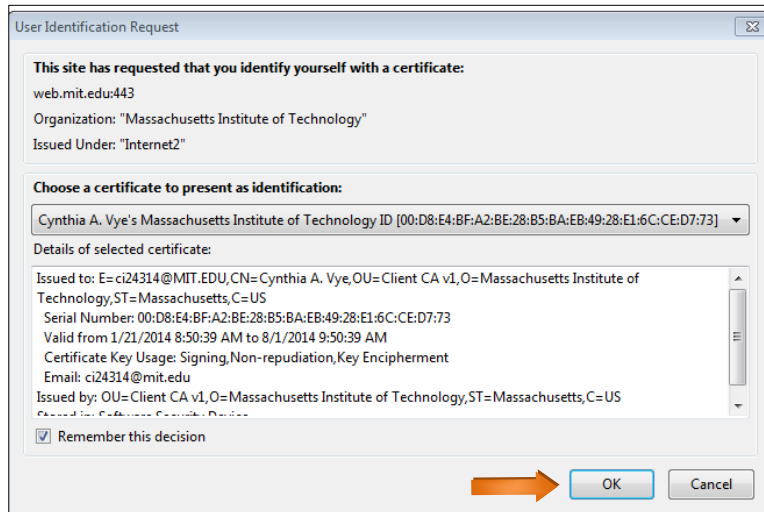 User Identification Request
This site has requested that you identify yourself with a certificate:
web.mit.edu:443
Organization: "Massachusetts Institute of Technology"
Issued Under: "Internet2"
Choose a certificate to present as identification:
Cynthia A. Vye's Massachusetts Institute of Technology ID [00:D8:E4:BF:A2:BE:28:B5:BA:EB:49:28:E1:6C:CE:D7:73]
Details of selected certificate:
Issued to: E=ci24314@MIT.EDU,CN=Cynthia A. Vye,OU=Client CA v1,O=Massachusetts Institute of
Technology,ST=Massachusetts,C=US
Serial Number: 00:D8:E4:BF:A2:BE:28:B5:BA:EB:49:28:E1:6C:CE:D7:73
Valid from 1/21/2014 8:50:39 AM to 8/1/2014 9:50:39 AM
Certificate Key Usage: Signing,Non-repudiation,Key Encipherment
Email: ci24314@mit.edu
Issued by: OU=Client CA v1,O=Massachusetts Institute of Technology,ST=Massachusetts,C=US
Stored in: Software Security Device
Remember this decision
OK
Cancel